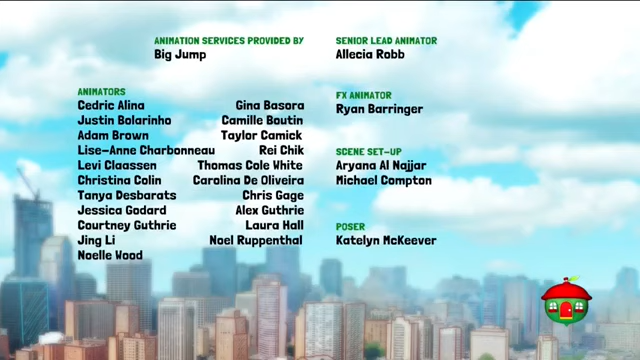 ANIMATION SERVICES PROVIDED BY
Big Jump
ANIMATORS
Cedric Alina
Justin Bolarinho
Adam Brown
Lise-Anne Charbonneau
Levi Claassen
Christina Colin
Tanya Desbarats
Jessica Godard
Courtney Guthrie
Jing Li
Noelle Wood
Gina Basora
Camille Boutin
Taylor Camick
Rei Chik
Thomas Cole White
Carolina De Oliveira
Chris Gage
Alex Guthrie
Laura Hall
Noel Ruppenthal
SENIOR LEAD ANIMATOR
Allecia Robb
FX ANIMATOR
Ryan Barringer
SCENE SET-UP
Aryana Al Najjar
Michael Compton
POSER
Katelyn McKeever